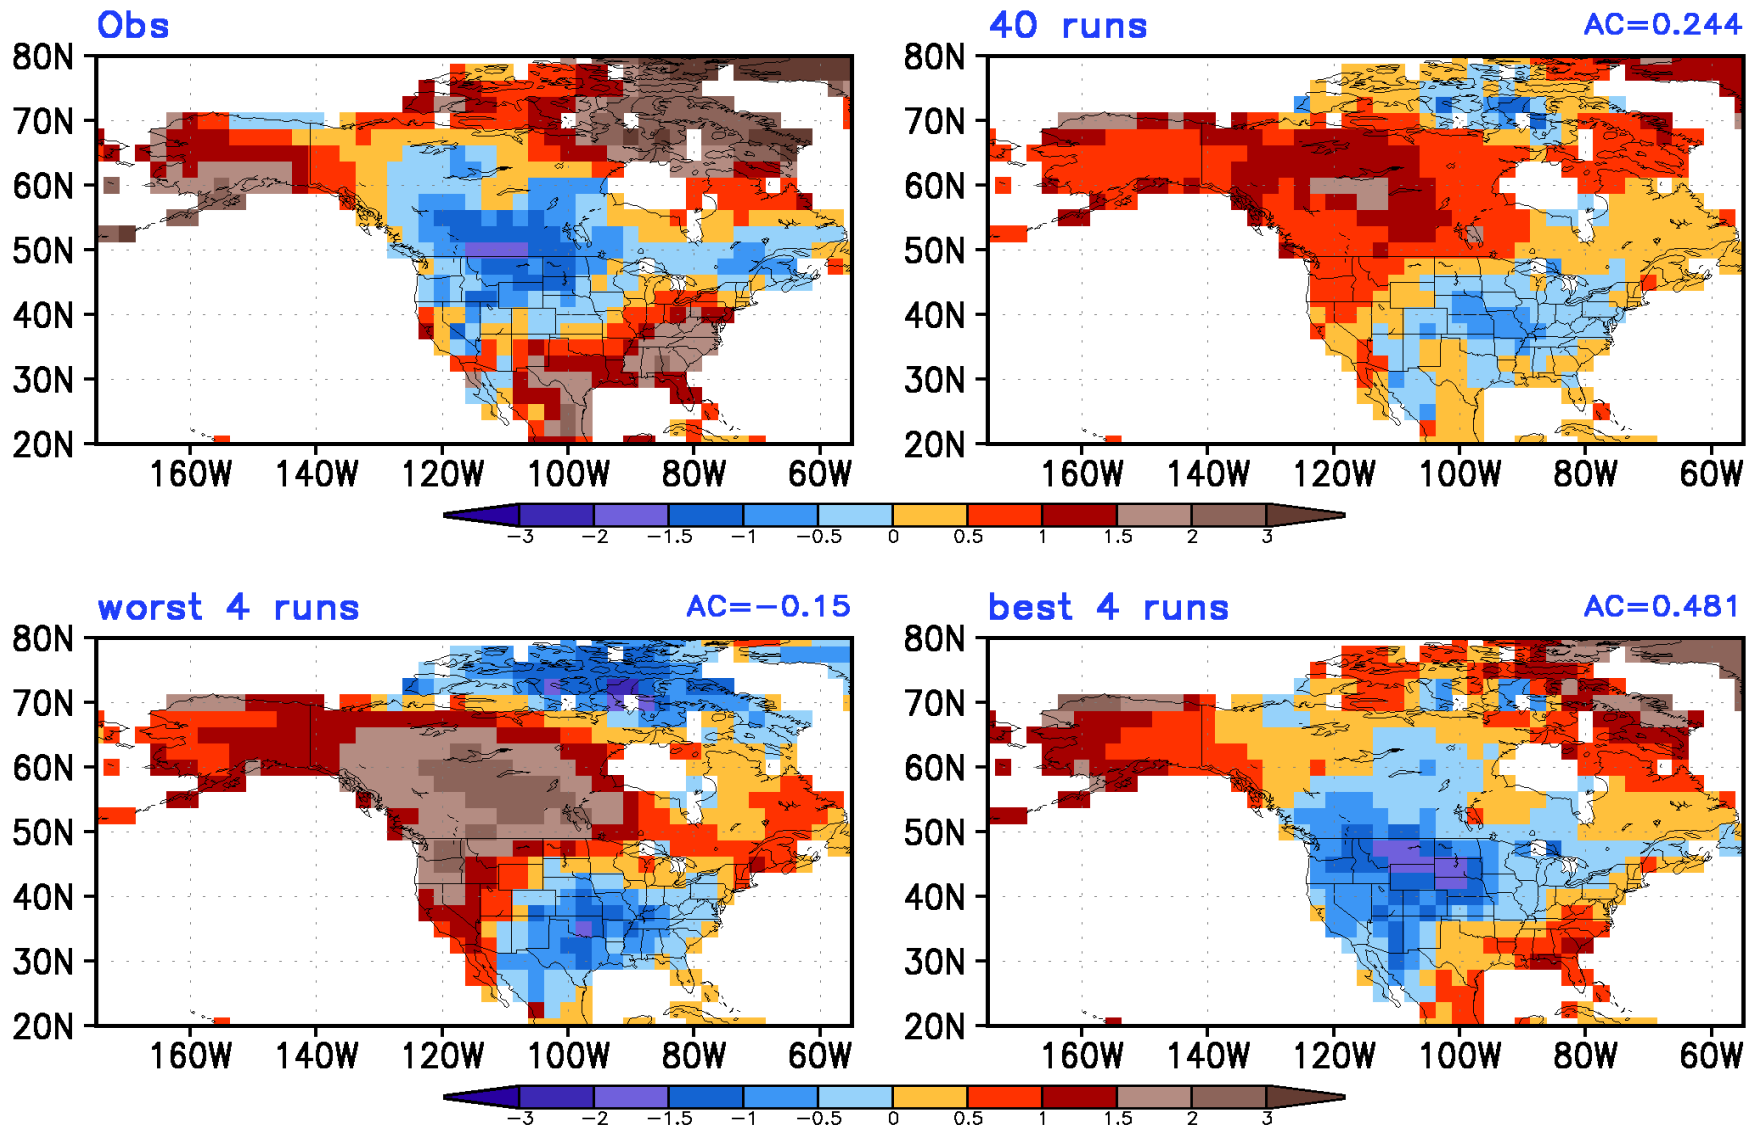 Obs
40 runs AC=0.244
80N 80N
70N 70N
60N 60N
50N 50N
40N 40N
30N 30N
20N 20N
160W 140W 120W 100W 80W 60W 160W 140W 120W 100W 80W 60W
-3 -2 -1.5 -1 -0.5 0 0.5 1 1.5 2 3
worst 4 runs AC=-0.15
best 4 runs AC=0.481
80N 80N
70N 70N
60N 60N
50N 50N
40N 40N
30N 30N
20N 20N
160W 140W 120W 100W 80W 60W 160W 140W 120W 100W 80W 60W
-3 -2 -1.5 -1 -0.5 0 0.5 1 1.5 2 3